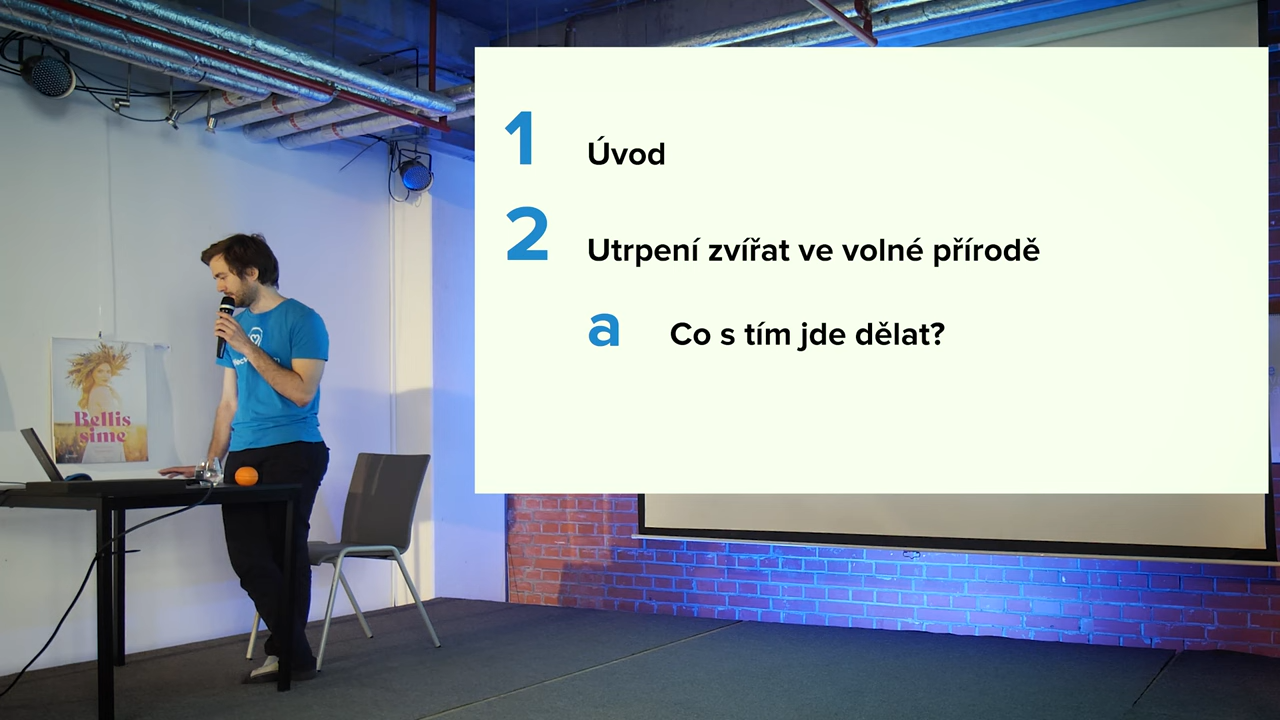 1 Úvod
2 Utrpení zvířat ve volné přírodě
a Co s tím jde dělat?
Bellis
sime